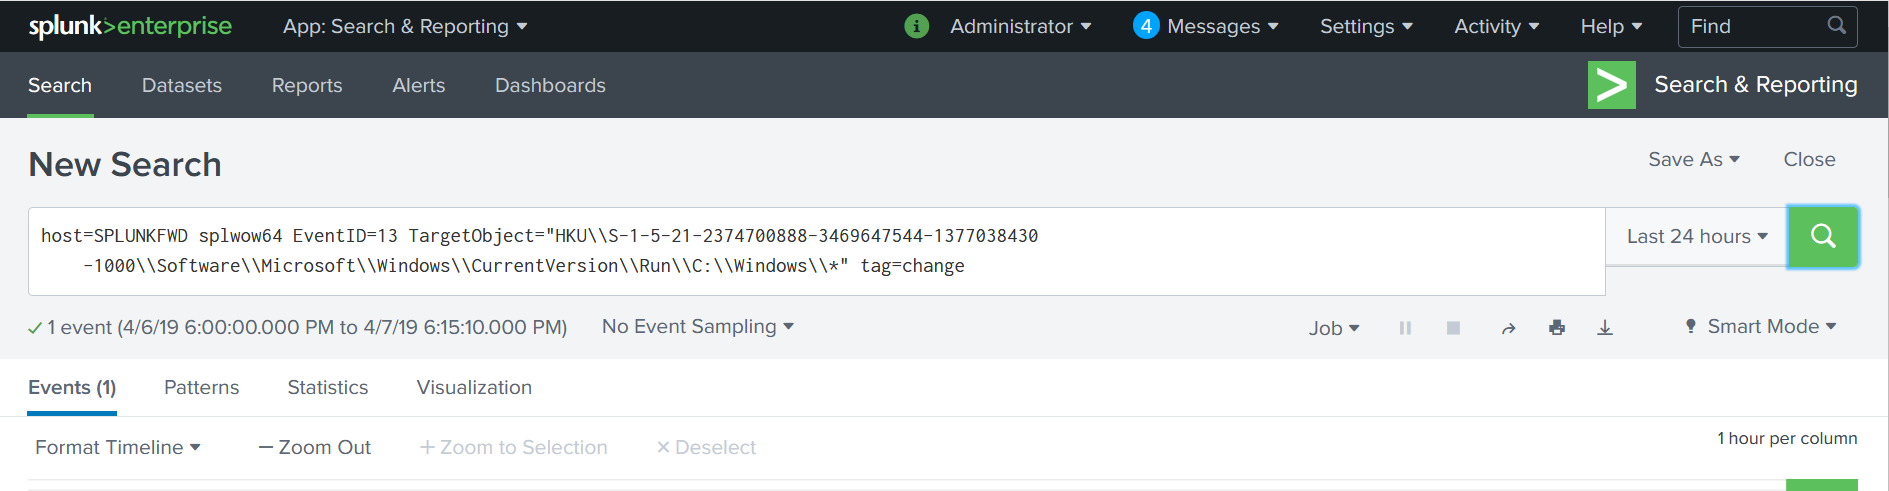 splunk>enterprise App: Search & Reporting i Administrator 4 Messages Settings Activity Help Find
Search Datasets Reports Alerts Dashboards > Search & Reporting
New Search Save As Close
host=SPLUNKFWD splwow64 EventID=13 TargetObject="HKU\\S-1-5-21-2374700888-3469647544-1377038430
-1000\\Software\\Microsoft\\Windows\\CurrentVersion\\Run\\C:\\Windows\\*" tag=change
Last 24 hours
1 event (4/6/19 6:00:00.000 PM to 4/7/19 6:15:10.000 PM) No Event Sampling Job Smart Mode
Events (1) Patterns Statistics Visualization
Format Timeline — Zoom Out + Zoom to Selection × Deselect 1 hour per column